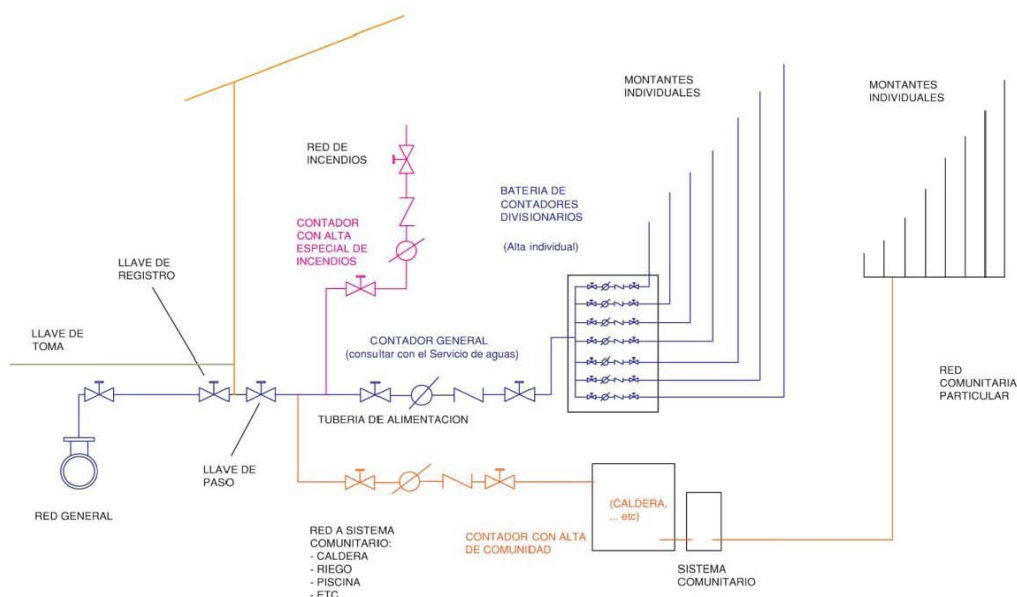 MONTANTES
INDIVIDUALES
MONTANTES
INDIVIDUALES
RED DE
INCENDIOS
BATERIA DE
CONTADORES
DIVISIONARIOS
(Alta individual)
CONTADOR
CON ALTA
ESPECIAL DE
INCENDIOS
LLAVE DE
REGISTRO
LLAVE DE
TOMA
CONTADOR GENERAL
(consultar con el Servicio de aguas)
TUBERIA DE ALIMENTACION
RED
COMUNITARIA
PARTICULAR
LLAVE DE
PASO
RED GENERAL
RED A SISTEMA
COMUNITARIO:
- CALDERA
- RIEGO
- PISCINA
- ETC
CONTADOR CON ALTA
DE COMUNIDAD
(CALDERA,
... etc)
SISTEMA
COMUNITARIO